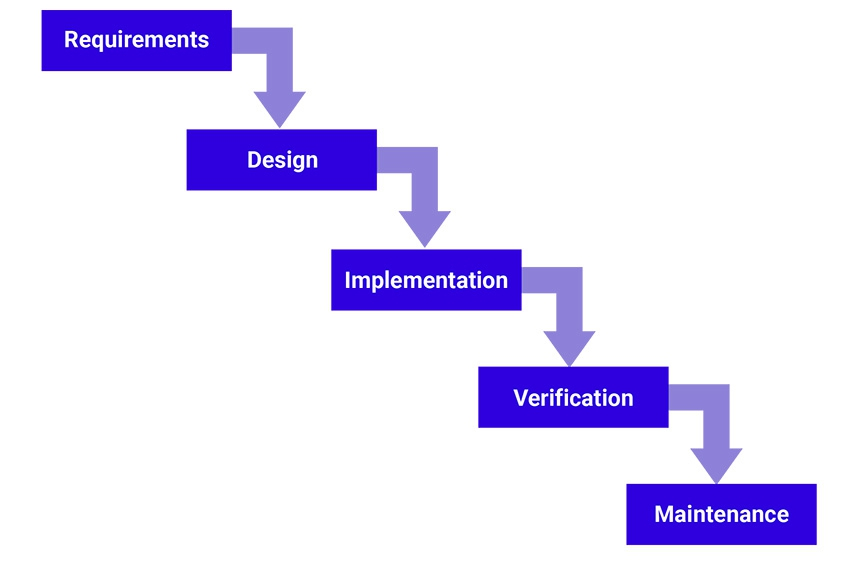 Requirements
Design
Implementation
Verification
Maintenance